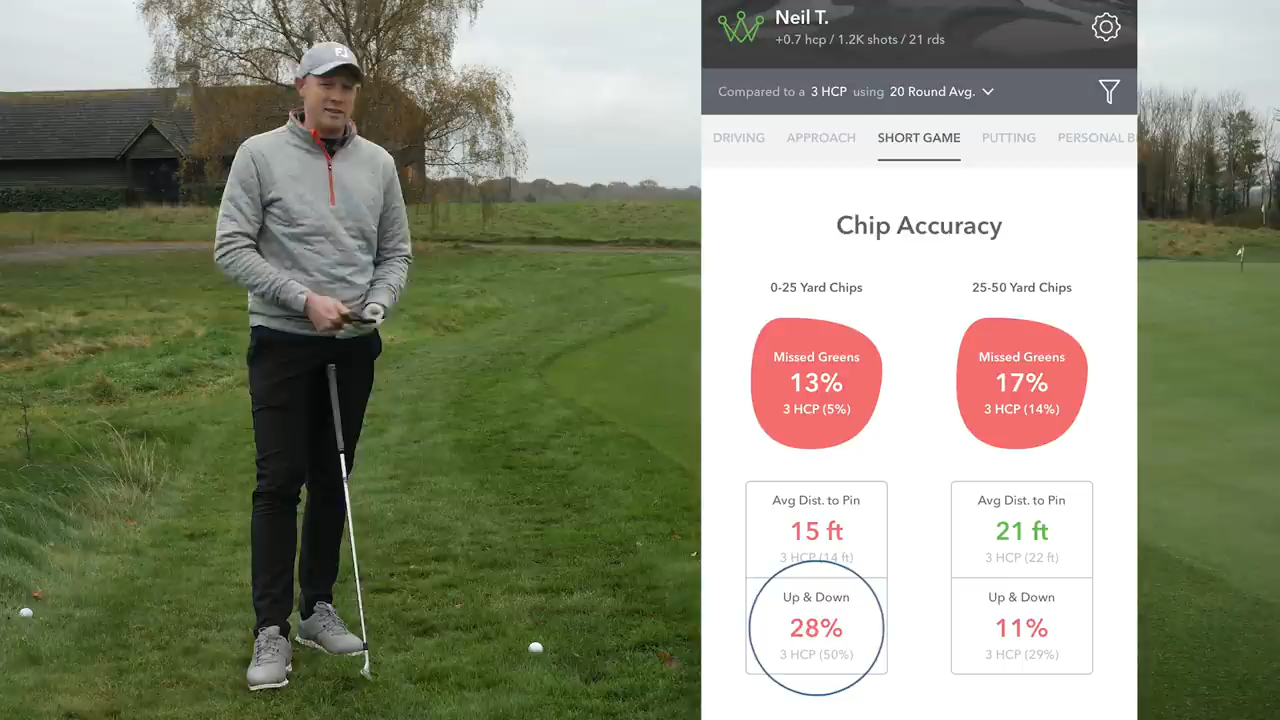 FJ
Neil T.
+0.7 hcp / 1.2K shots / 21 rds
Compared to a 3 HCP using 20 Round Avg.
DRIVING APPROACH SHORT GAME PUTTING PERSONAL B
Chip Accuracy
0-25 Yard Chips
25-50 Yard Chips
Missed Greens
13%
3 HCP (5%)
Missed Greens
17%
3 HCP (14%)
Avg Dist. to Pin
15 ft
3 HCP (14 ft)
Up & Down
28%
3 HCP (50%)
Avg Dist. to Pin
21 ft
3 HCP (22 ft)
Up & Down
11%
3 HCP (29%)